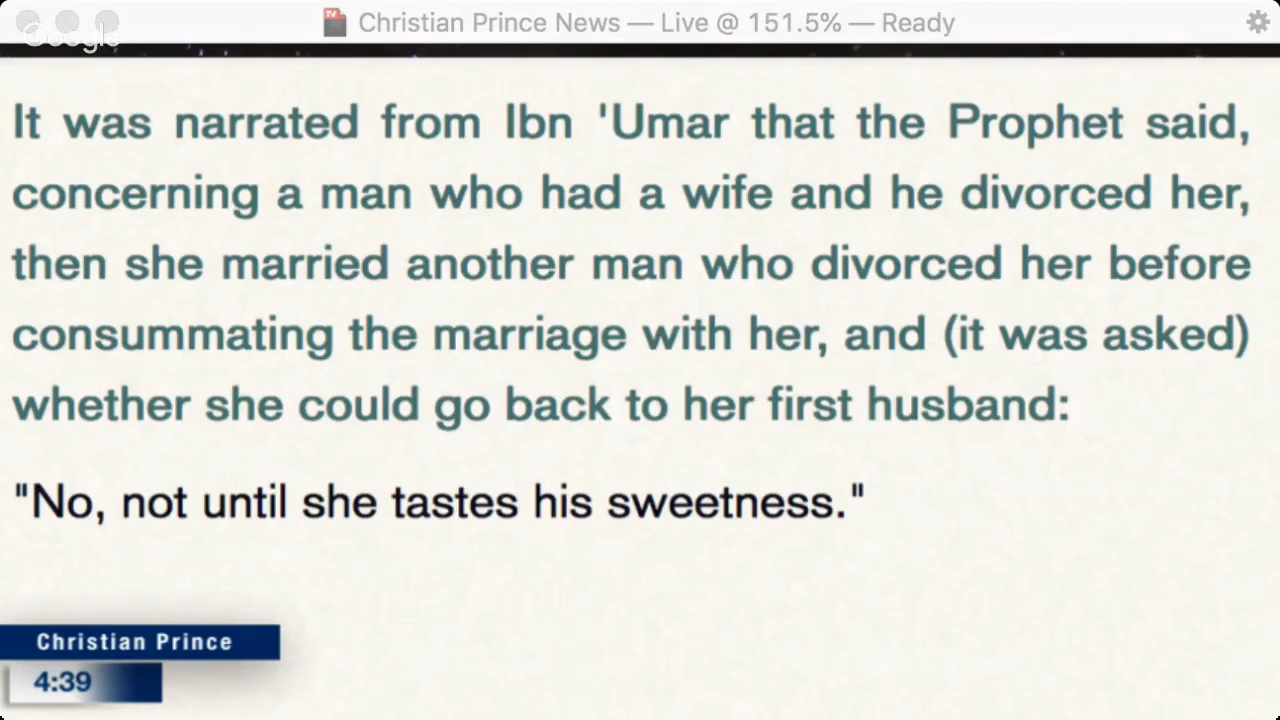 Christian Prince News — Live @ 151.5% — Ready
Google
It was narrated from Ibn 'Umar that the Prophet said,
concerning a man who had a wife and he divorced her,
then she married another man who divorced her before
consummating the marriage with her, and (it was asked)
whether she could go back to her first husband:
"No, not until she tastes his sweetness."
Christian Prince
4:39